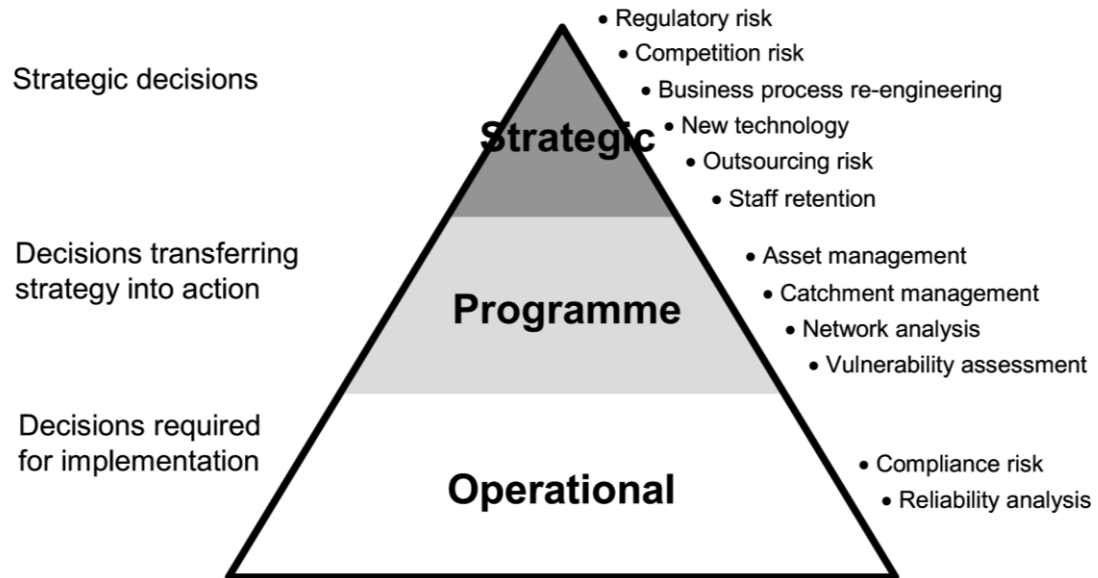 Strategic decisions
Strategic
• Regulatory risk
• Competition risk
• Business process re-engineering
• New technology
• Outsourcing risk
• Staff retention
Decisions transferring
strategy into action
Programme
• Asset management
• Catchment management
• Network analysis
• Vulnerability assessment
Decisions required
for implementation
Operational
• Compliance risk
• Reliability analysis